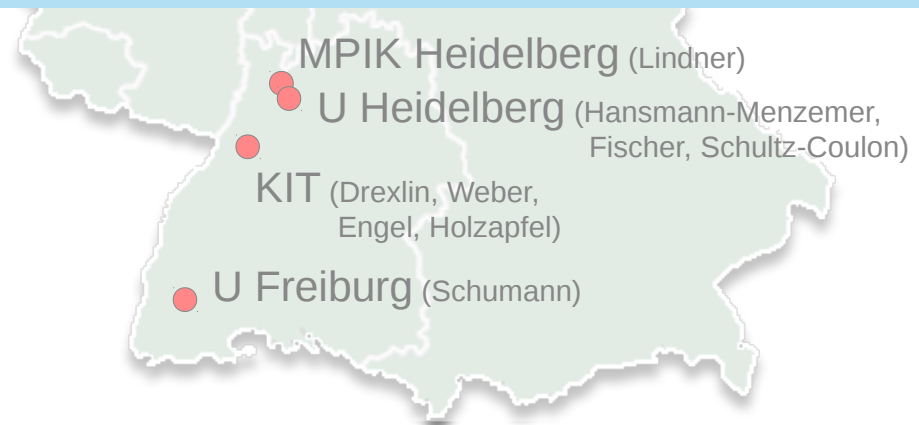 MPIK Heidelberg (Lindner)
U Heidelberg (Hansmann-Menzemer,
Fischer, Schultz-Coulon)
KIT (Drexlin, Weber,
Engel, Holzapfel)
U Freiburg (Schumann)